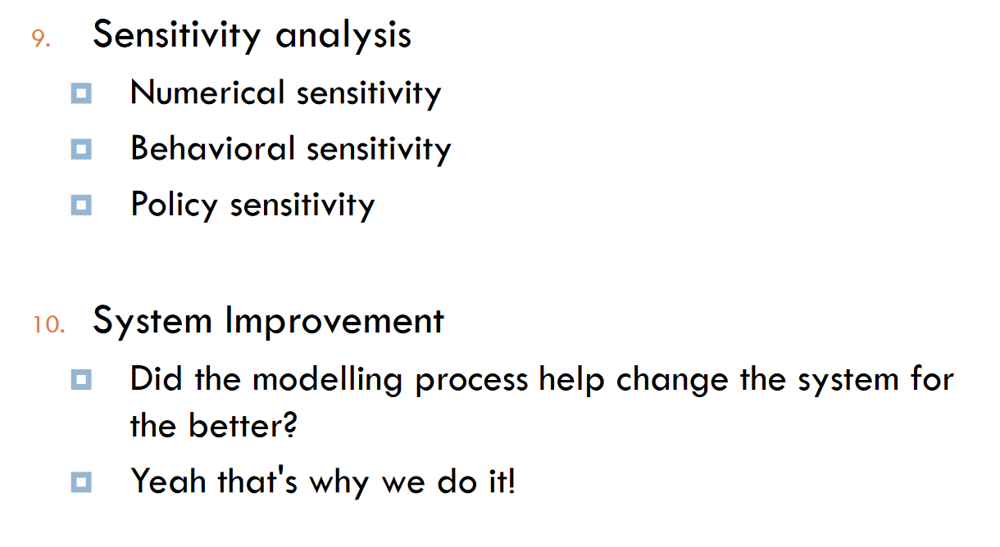 9. Sensitivity analysis
Numerical sensitivity
Behavioral sensitivity
Policy sensitivity
10. System Improvement
Did the modelling process help change the system for
the better?
Yeah that's why we do it!